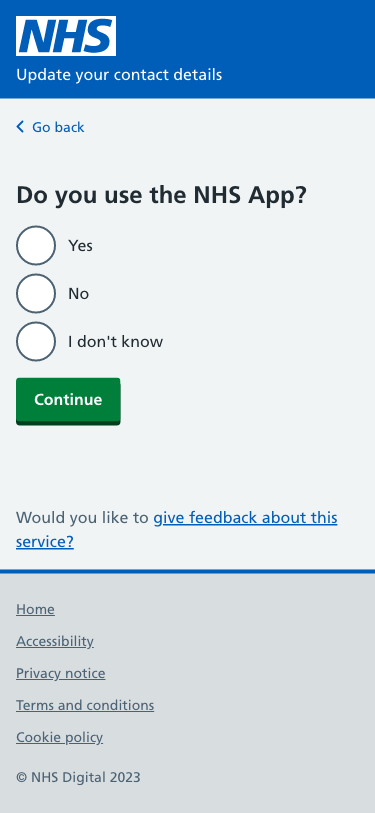 NHS
Update your contact details
Go back
Do you use the NHS App?
Yes
No
I don't know
Continue
Would you like to give feedback about this
service?
Home
Accessibility
Privacy notice
Terms and conditions
Cookie policy
© NHS Digital 2023